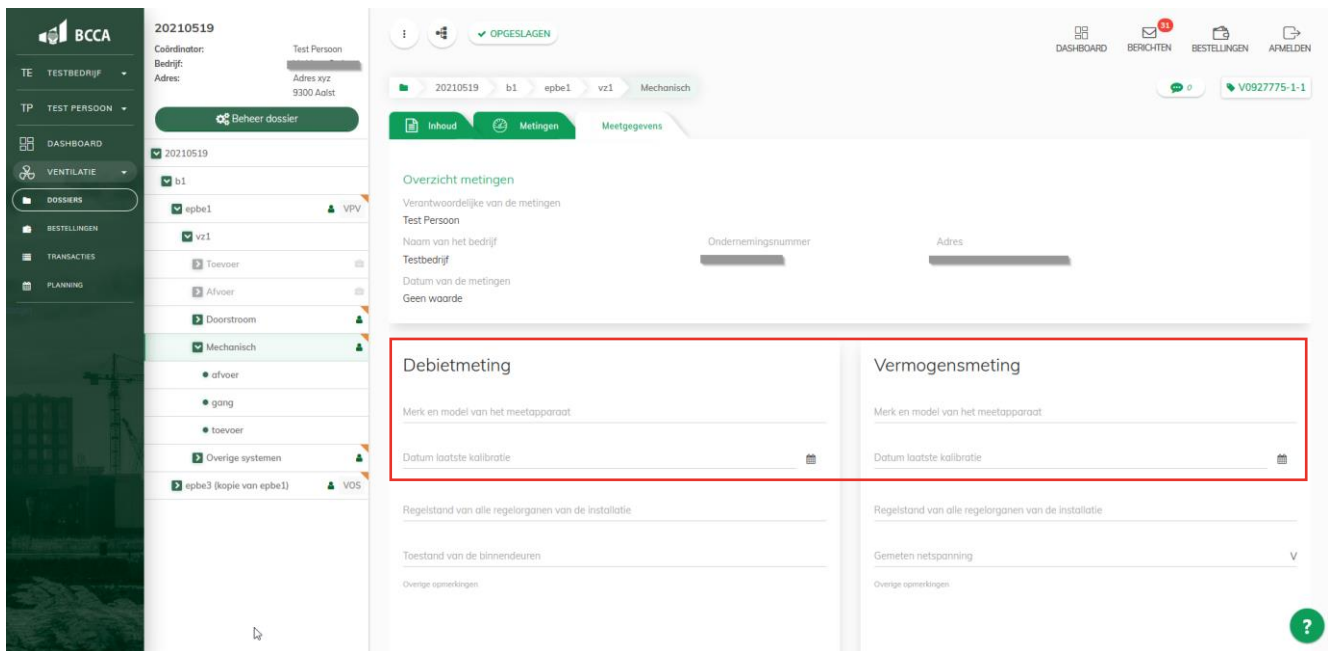 BCCA
TE TESTBEDRIJF
TP TEST PERSOON
DASHBOARD
VENTILATIE
DOSSIERS
BESTELLINGEN
TRANSACTIES
PLANNING
20210519
Coördinator: Test Persoon
Bedrijf:
Adres: Adres xyz
9300 Aalst
Beheer dossier
20210519
b1
epbe1 VPV
vz1
Toevoer
Afvoer
Doorstroom
Mechanisch
afvoer
gang
toevoer
Overige systemen
epbe3 (kopie van epbe1) VOS
OPGESLAGEN
DASHBOARD
31
BERICHTEN
BESTELLINGEN
AFMELDEN
20210519 b1 epbe1 vz1 Mechanisch
0
V0927775-1-1
Inhoud Metingen Meetgegevens
Overzicht metingen
Verantwoordelijke van de metingen
Test Persoon
Naam van het bedrijf Ondernemingsnummer Adres
Testbedrijf
Datum van de metingen
Geen waarde
Debietmeting
Merk en model van het meetapparaat
Datum laatste kalibratie
Regelstand van alle regelorganen van de installatie
Toestand van de binnendeuren
Overige opmerkingen
Vermogensmeting
Merk en model van het meetapparaat
Datum laatste kalibratie
Regelstand van alle regelorganen van de installatie
Gemeten netspanning V
Overige opmerkingen
?